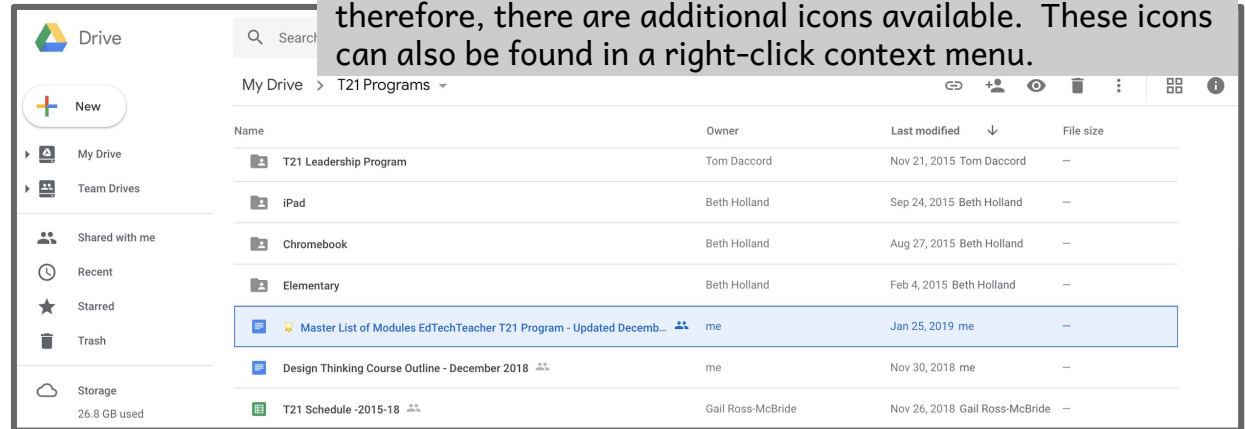 therefore, there are additional icons available. These icons
can also be found in a right-click context menu.
Drive
Search
My Drive > T21 Programs
New
Name Owner Last modified File size
My Drive
Team Drives
Shared with me
Recent
Starred
Trash
Storage
26.8 GB used
T21 Leadership Program Tom Daccord Nov 21, 2015 Tom Daccord —
iPad Beth Holland Sep 24, 2015 Beth Holland —
Chromebook Beth Holland Aug 27, 2015 Beth Holland —
Elementary Beth Holland Feb 4, 2015 Beth Holland —
Master List of Modules EdTechTeacher T21 Program - Updated Decemb... me Jan 25, 2019 me —
Design Thinking Course Outline - December 2018 me Nov 30, 2018 me —
T21 Schedule -2015-18 Gail Ross-McBride Nov 26, 2018 Gail Ross-McBride —